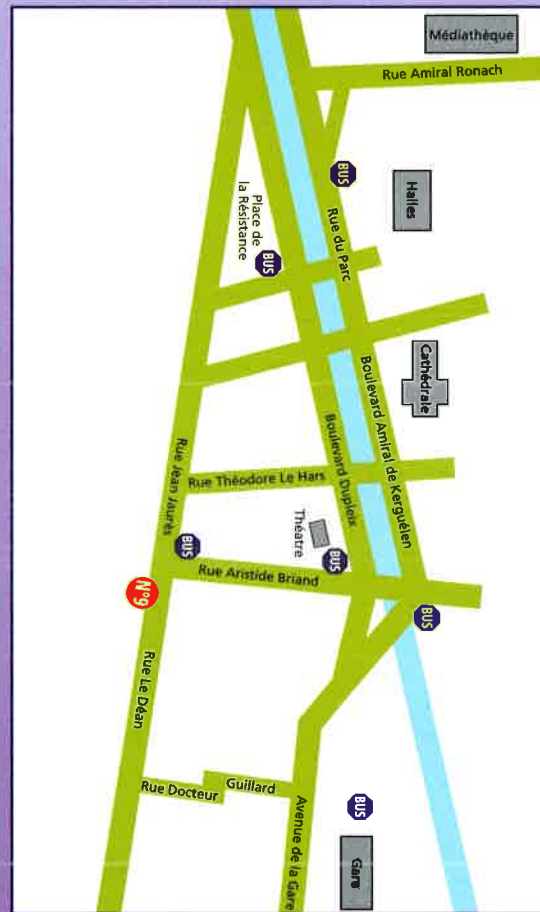 Médiathèque
Rue Amiral Ronach
BUS
Halles
Rue du Parc
Place de
la Résistance
BUS
Cathédrale
Boulevard Amiral de Kerguélen
Boulevard Dupleix
Rue Théodore Le Hars
Rue Jean Jaurès
Théatre
BUS
BUS
Rue Aristide Briand
BUS
N°9
Rue Le Déan
Rue Docteur
Guillard
Avenue de la Gare
BUS
Gare